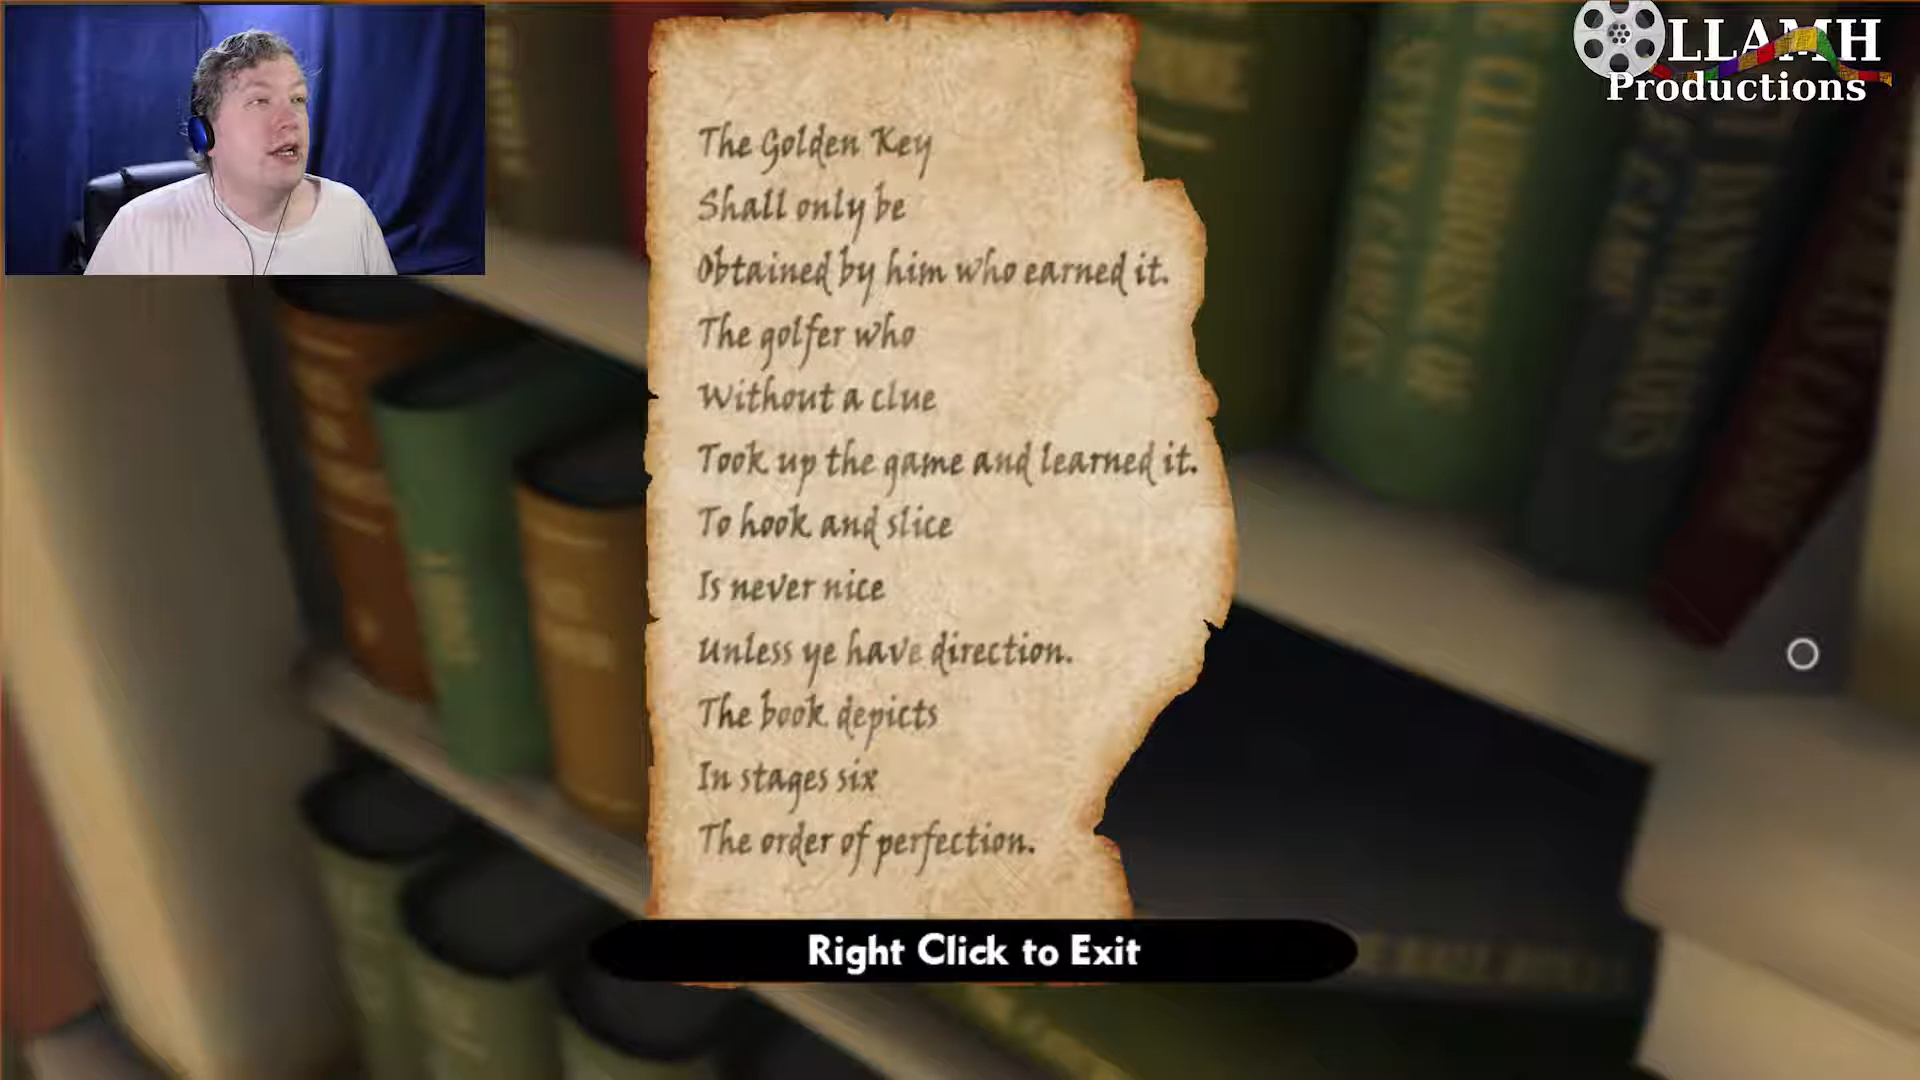 LLAMH
Productions
The Golden Key
Shall only be
Obtained by him who earned it.
The golfer who
Without a clue
Took up the game and learned it.
To hook and slice
Is never nice
Unless ye have direction.
The book depicts
In stages six
The order of perfection.
Right Click to Exit